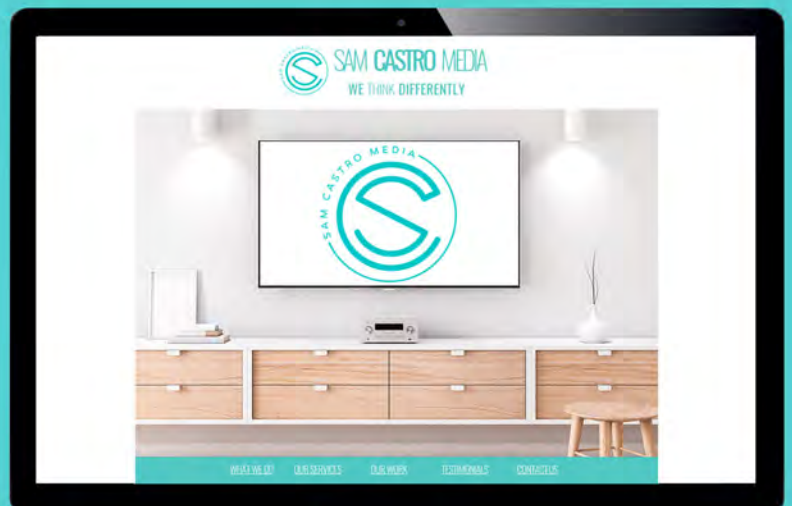 SAM CASTRO MEDIA
WE THINK DIFFERENTLY
SAM CASTRO MEDIA
WHAT WE DO OUR SERVICES OUR WORK TESTIMONIALS CONTACT US